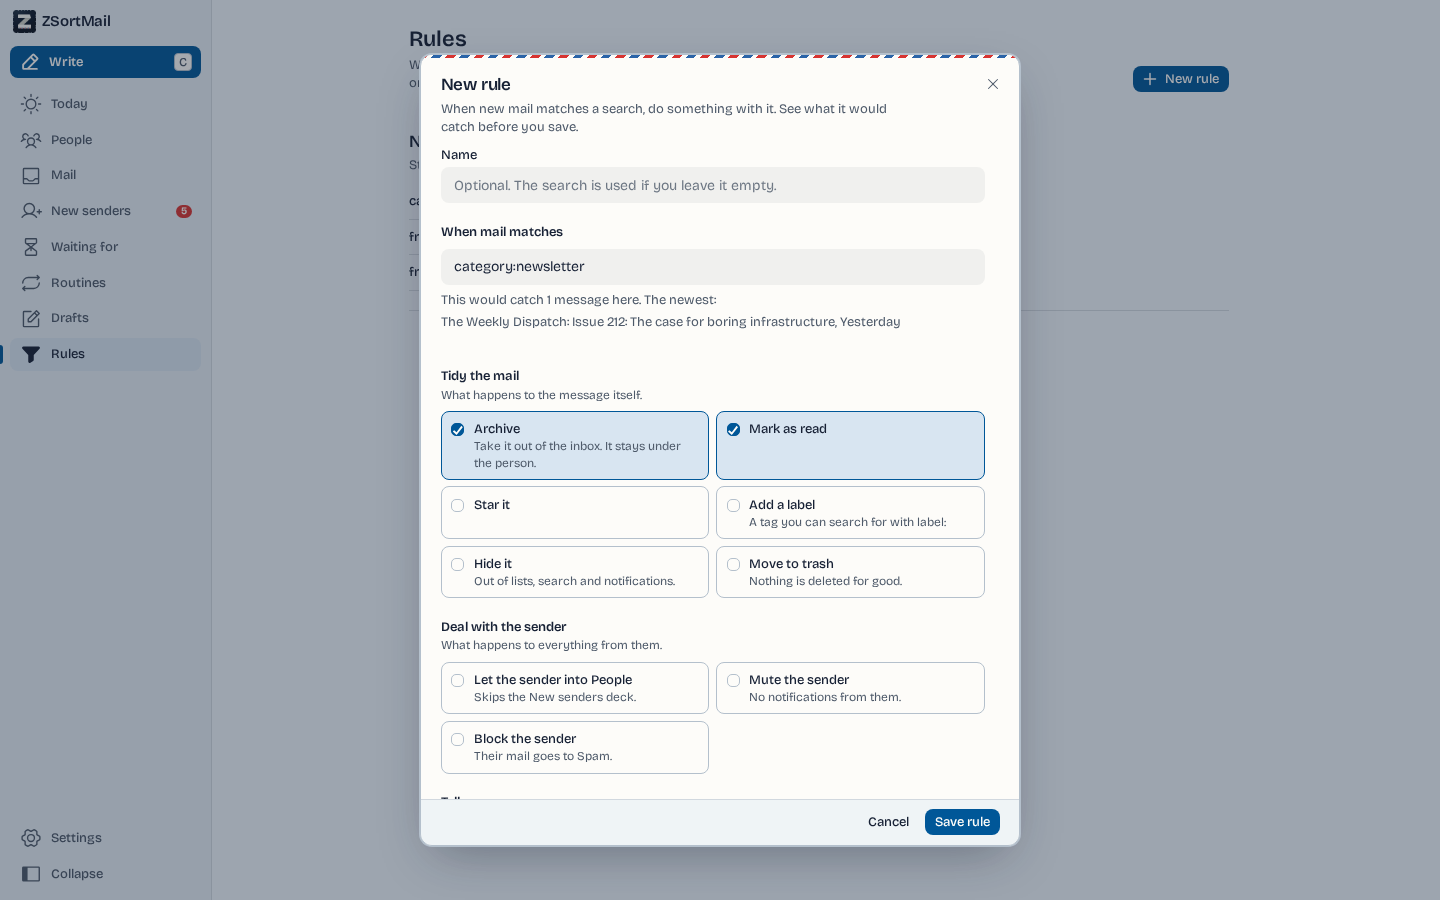 ZSortMail
Write
C
Today
People
Mail
New senders
5
Waiting for
Routines
Drafts
Rules
Settings
Collapse
Rules
New rule
New rule
When new mail matches a search, do something with it. See what it would
catch before you save.
Name
Optional. The search is used if you leave it empty.
When mail matches
category:newsletter
This would catch 1 message here. The newest:
The Weekly Dispatch: Issue 212: The case for boring infrastructure, Yesterday
Tidy the mail
What happens to the message itself.
Archive
Take it out of the inbox. It stays under
the person.
Mark as read
Star it
Add a label
A tag you can search for with label:
Hide it
Out of lists, search and notifications.
Move to trash
Nothing is deleted for good.
Deal with the sender
What happens to everything from them.
Let the sender into People
Skips the New senders deck.
Mute the sender
No notifications from them.
Block the sender
Their mail goes to Spam.
Cancel
Save rule